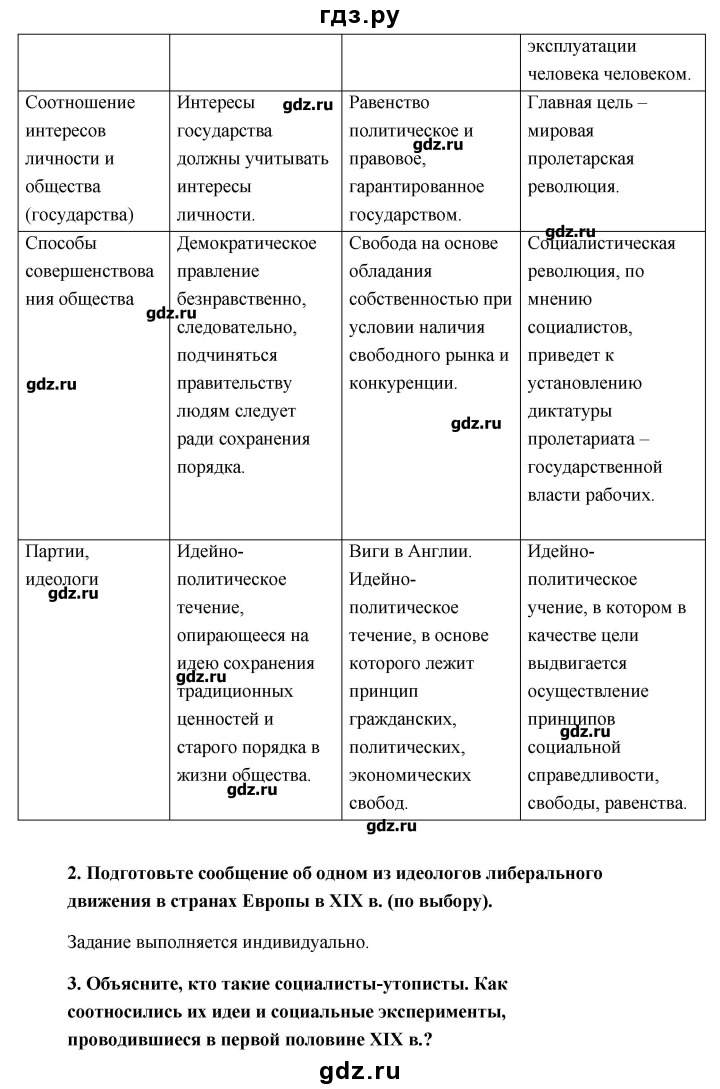 гдз.ру
эксплуатации
человека человеком.
Соотношение
интересов
личности и
общества
(государства)
Интересы
государства
должны учитывать
интересы
личности.
Равенство
политическое и
правовое,
гарантированное
государством.
Главная цель –
мировая
пролетарская
революция.
gdz.ru
gdz.ru
gdz.ru
Способы
совершенствова
ния общества
Демократическое
правление
безнравственно,
следовательно,
подчиняться
правительству
людям следует
ради сохранения
порядка.
Свобода на основе
обладания
собственностью при
условии наличия
свободного рынка и
конкуренции.
Социалистическая
революция, по
мнению
социалистов,
приведет к
установлению
диктатуры
пролетариата –
государственной
власти рабочих.
gdz.ru
gdz.ru
gdz.ru
Партии,
идеологи
Идейно-
политическое
течение,
опирающееся на
идею сохранения
традиционных
ценностей и
старого порядка в
жизни общества.
Виги в Англии.
Идейно-
политическое
течение, в основе
которого лежит
принцип
гражданских,
политических,
экономических
свобод.
Идейно-
политическое
учение, в котором в
качестве цели
выдвигается
осуществление
принципов
социальной
справедливости,
свободы, равенства.
gdz.ru
gdz.ru
gdz.ru
gdz.ru
gdz.ru
2. Подготовьте сообщение об одном из идеологов либерального
движения в странах Европы в XIX в. (по выбору).
Задание выполняется индивидуально.
3. Объясните, кто такие социалисты-утописты. Как
соотносились их идеи и социальные эксперименты,
проводившиеся в первой половине XIX в.?
gdz.ru